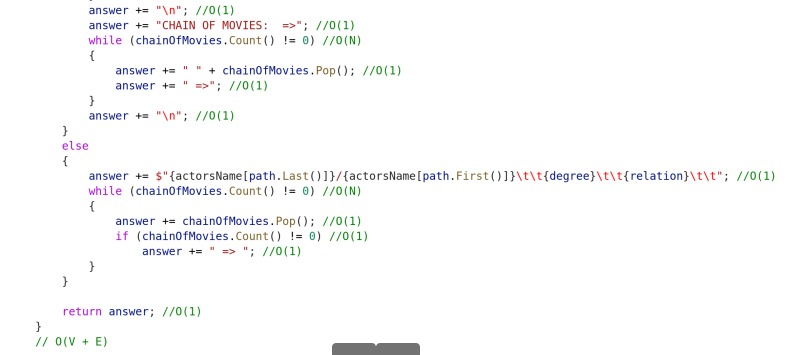 answer += "\n"; //O(1)
answer += "CHAIN OF MOVIES:  =>"; //O(1)
while (chainOfMovies.Count() != 0) //O(N)
{
answer += " " + chainOfMovies.Pop(); //O(1)
answer += " =>"; //O(1)
}
answer += "\n"; //O(1)
}
else
{
answer += $"{actorsName[path.Last()]}/{actorsName[path.First()]}\t\t{degree}\t\t{relation}\t\t"; //O(1)
while (chainOfMovies.Count() != 0) //O(N)
{
answer += chainOfMovies.Pop(); //O(1)
if (chainOfMovies.Count() != 0) //O(1)
answer += " => "; //O(1)
}
}
return answer; //O(1)
}
// O(V + E)